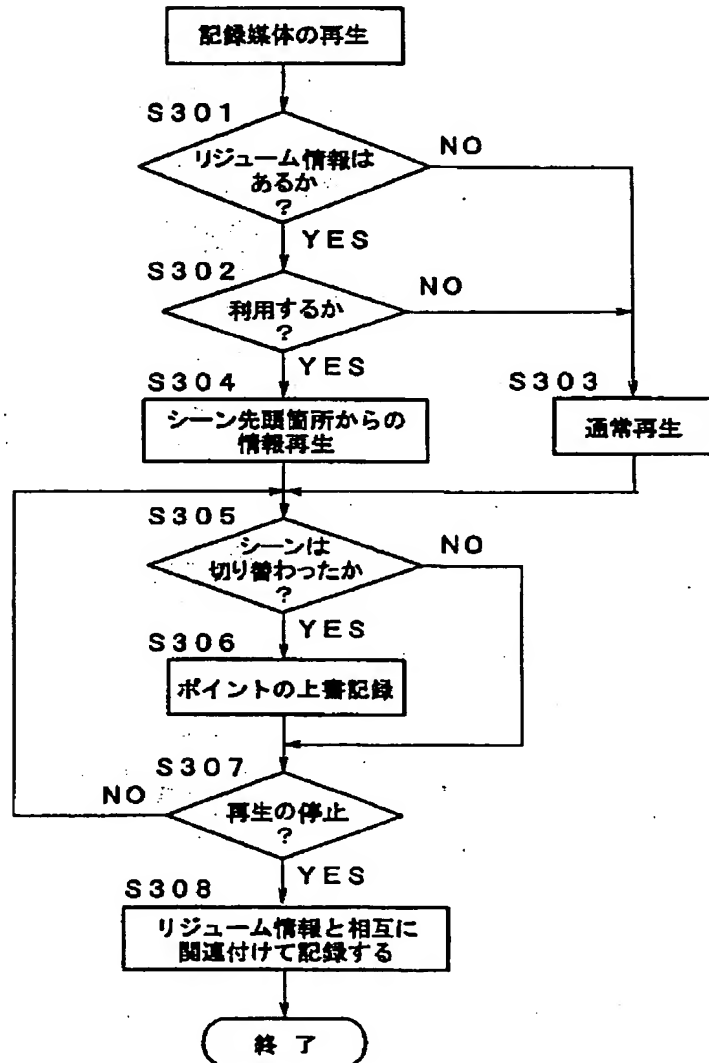 記録媒体の再生
S301
リジューム情報は
あるか
?
NO
YES
S302
利用するか
?
NO
YES
S304
シーン先頭箇所からの
情報再生
S303
通常再生
S305
シーンは
切り替わったか
?
NO
YES
S306
ポイントの上書記録
S307
再生の停止
?
NO
YES
S308
リジューム情報と相互に
関連付けて記録する
終了